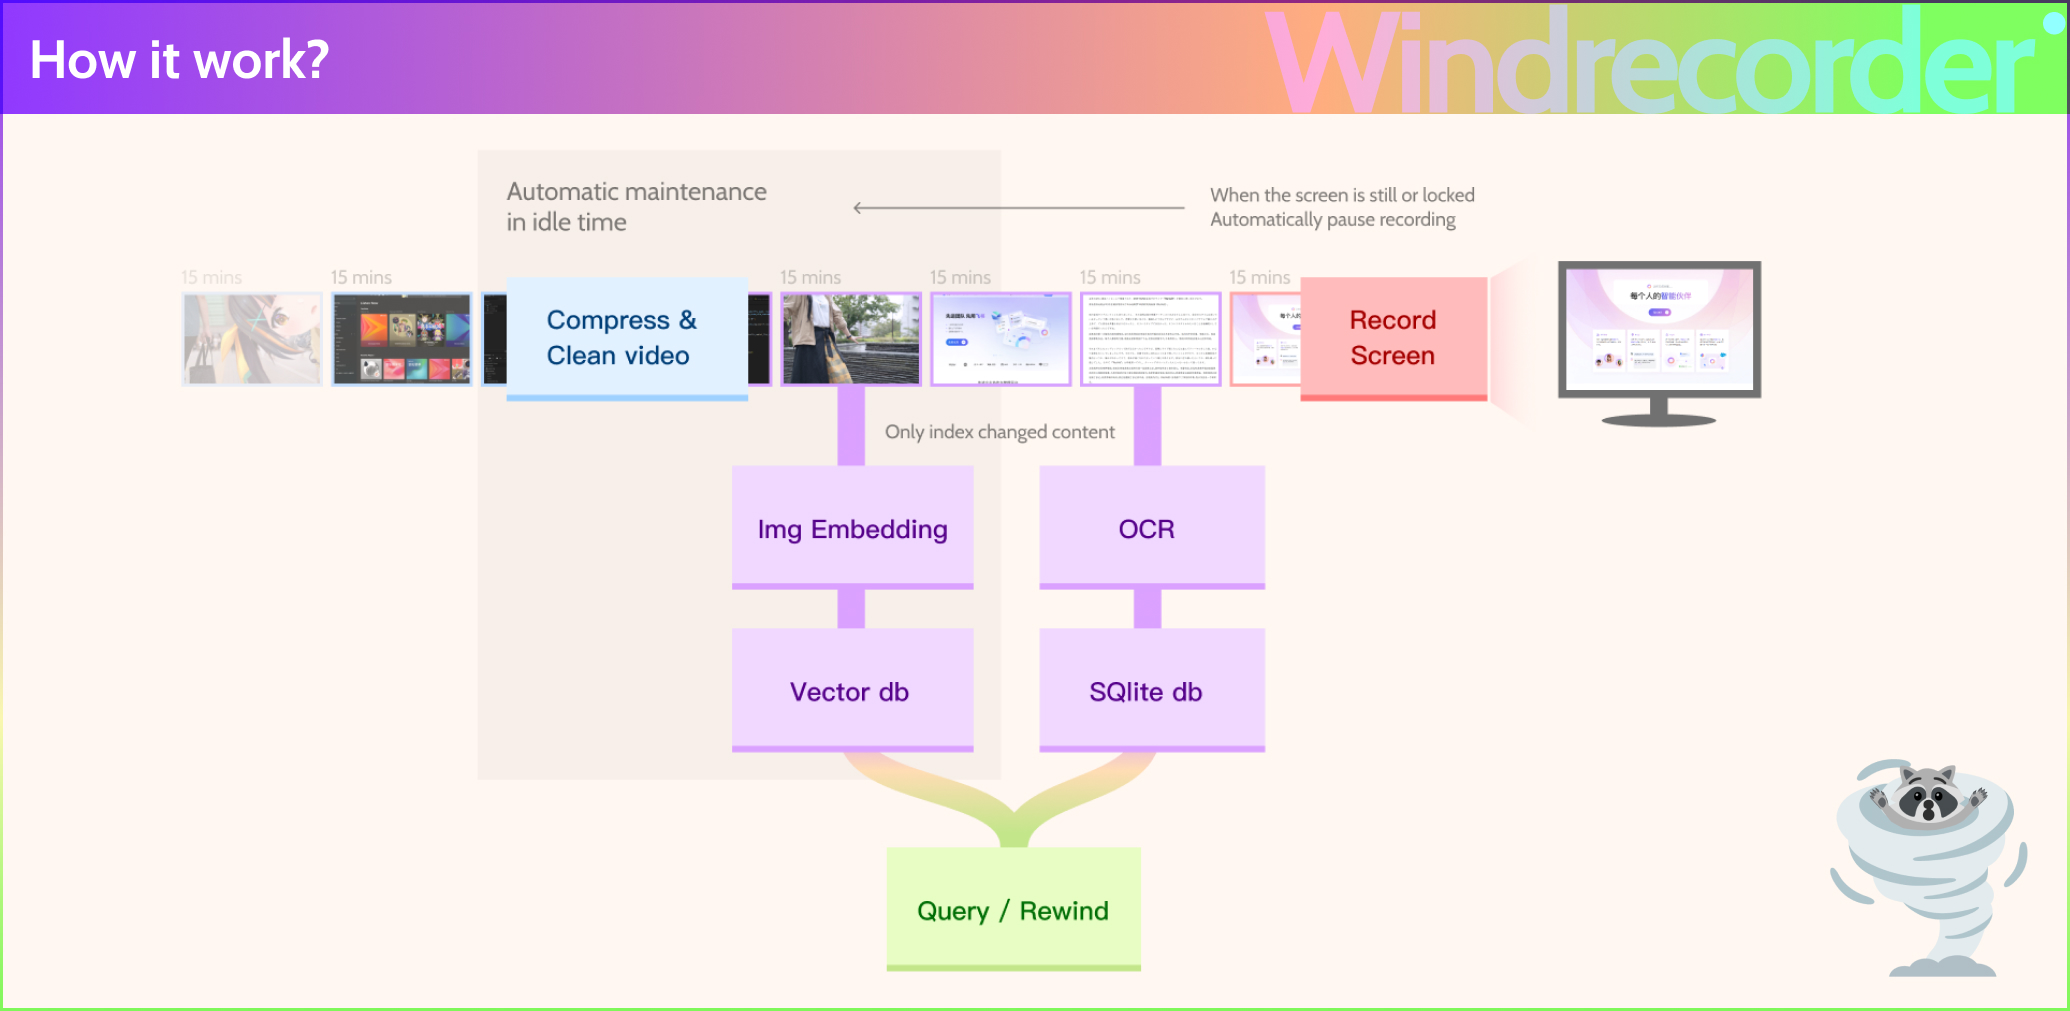 How it work?
Windrecorder
Automatic maintenance
in idle time
When the screen is still or locked
Automatically pause recording
15 mins
15 mins
15 mins
15 mins
15 mins
15 mins
Compress &
Clean video
Record
Screen
每个人的智能伙伴
Only index changed content
Img Embedding
OCR
Vector db
SQlite db
Query / Rewind